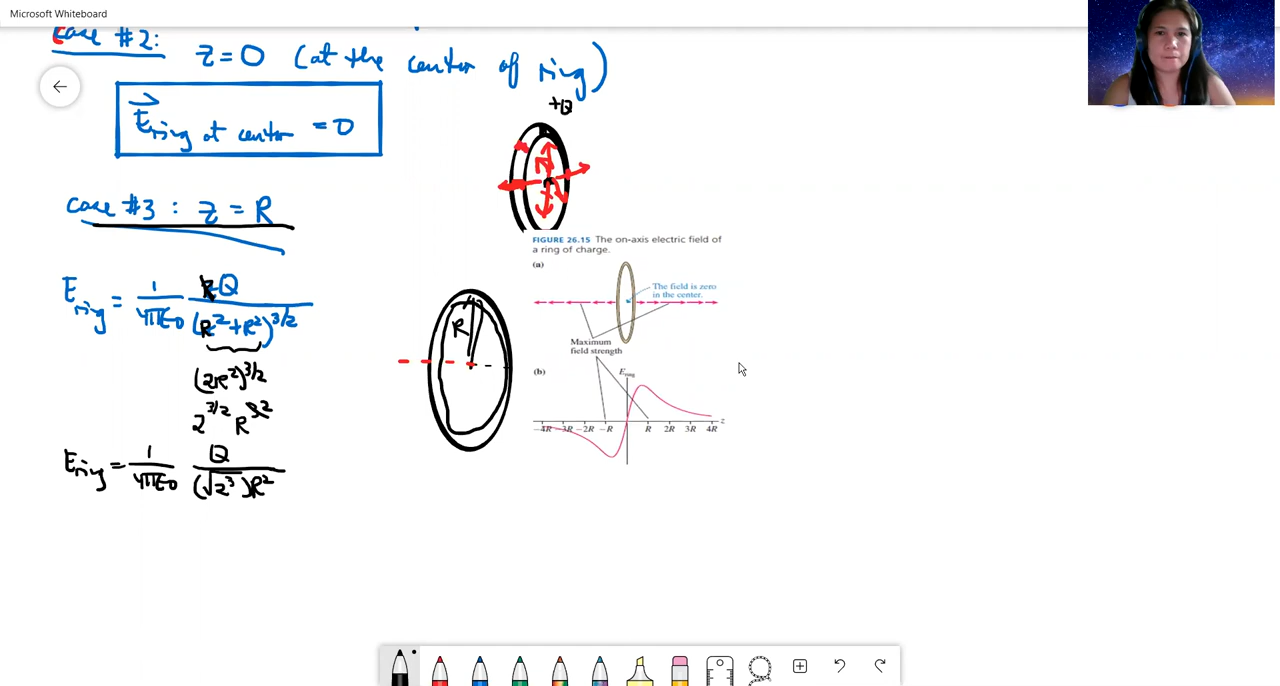 Microsoft Whiteboard
Case #2:
z = 0 (at the center of ring)
+Q
E ring at center = 0
Case #3 : z = R
FIGURE 26.15 The on-axis electric field of
a ring of charge.
(a)
The field is zero
in the center.
Maximum
field strength
(b)
E ring
z
−4R −3R −2R −R R 2R 3R 4R
R
E ring = 1/4πε0 RQ/(R² + R²)^3/2
(2R²)^3/2
2^3/2 R^3·2
E ring = 1/4πε0 Q/(√2³)R²